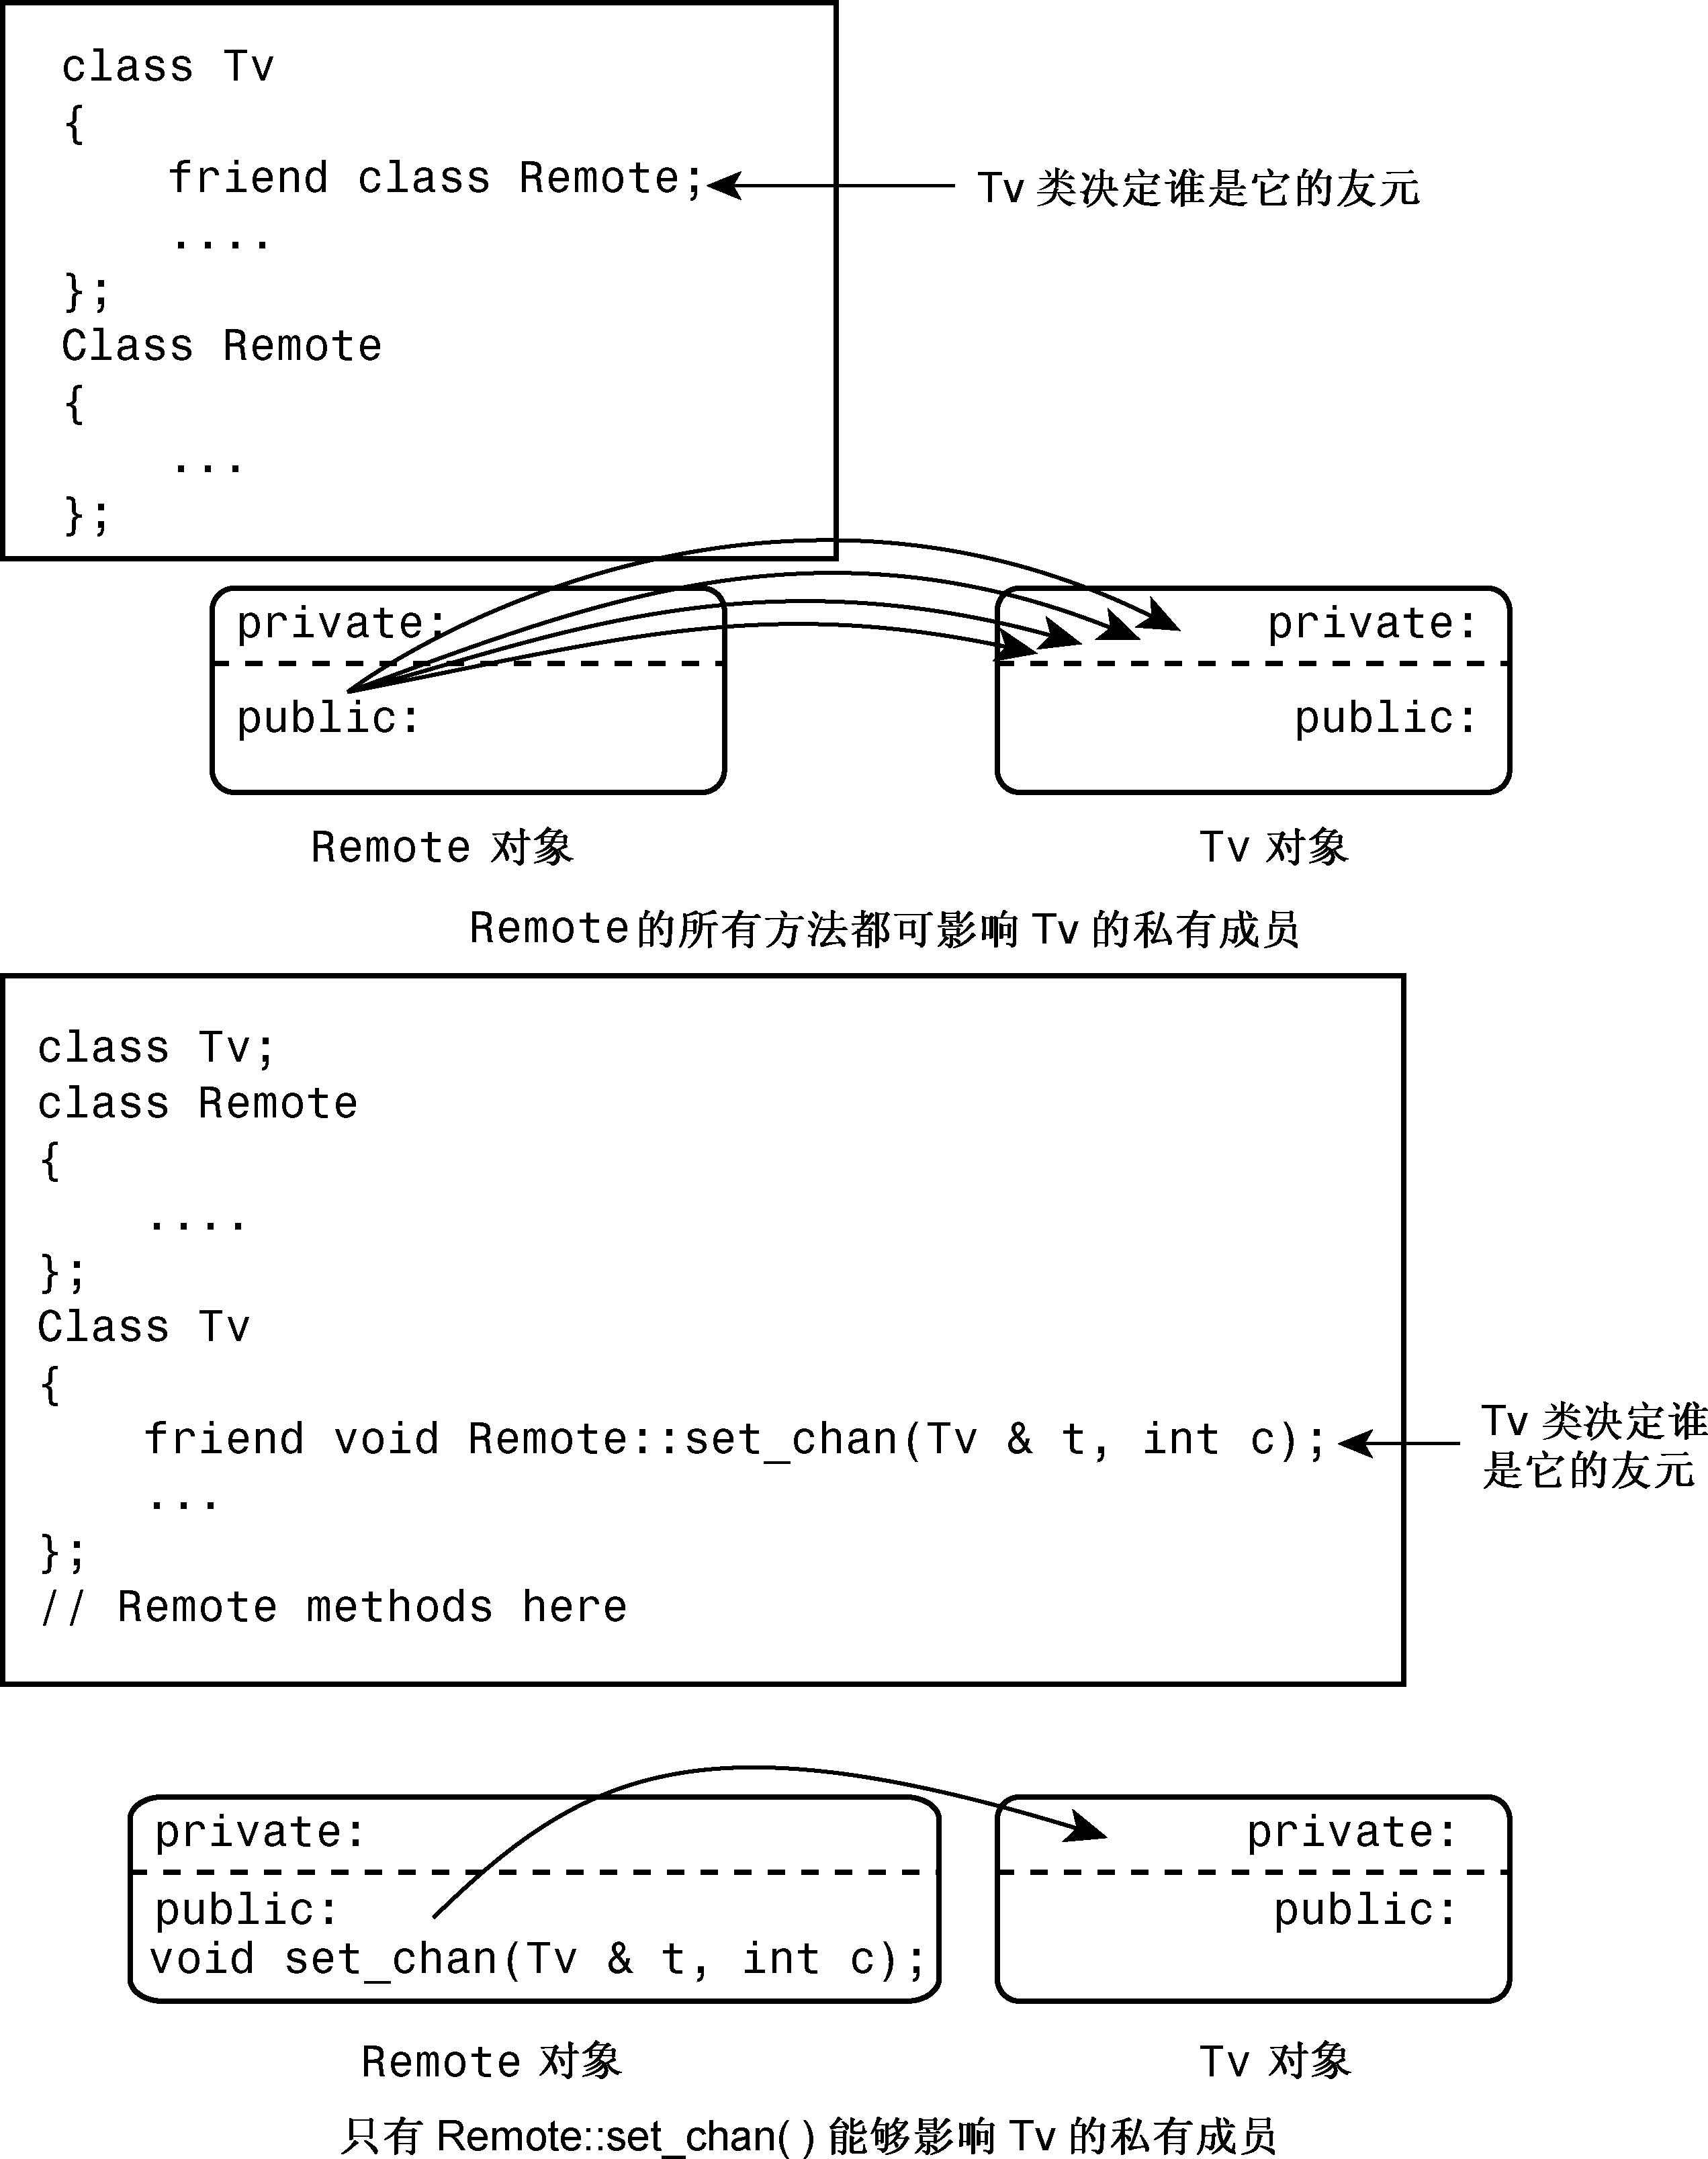 class Tv
{
friend class Remote;
Tv 类决定谁是它的友元
....
};
Class Remote
{
...
};
private:
private:
public:
public:
Remote 对象
Tv 对象
Remote的所有方法都可影响 Tv 的私有成员
class Tv;
class Remote
{
....
};
Class Tv
{
friend void Remote::set_chan(Tv & t, int c);
Tv 类决定谁
是它的友元
...
};
// Remote methods here
private:
private:
public:
public:
void set_chan(Tv & t, int c);
Remote 对象
Tv 对象
只有 Remote::set_chan( ) 能够影响 Tv 的私有成员